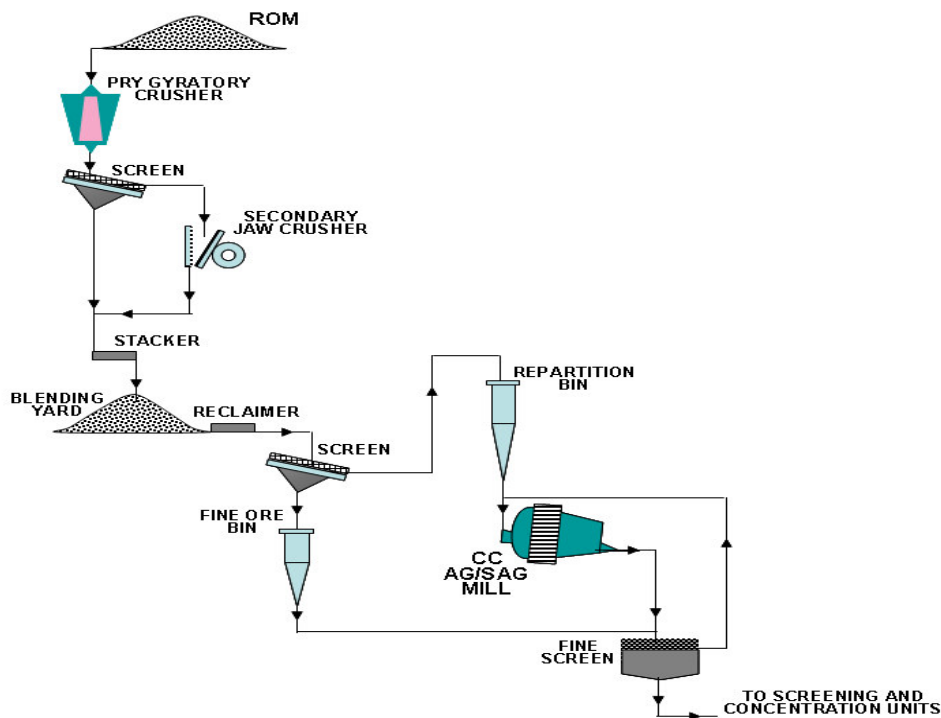 ROM
PRY GYRATORY
CRUSHER
SCREEN
SECONDARY
JAW CRUSHER
STACKER
BLENDING
YARD
RECLAIMER
SCREEN
REPARTITION
BIN
FINE ORE
BIN
CC
AG/SAG
MILL
FINE
SCREEN
TO SCREENING AND
CONCENTRATION UNITS